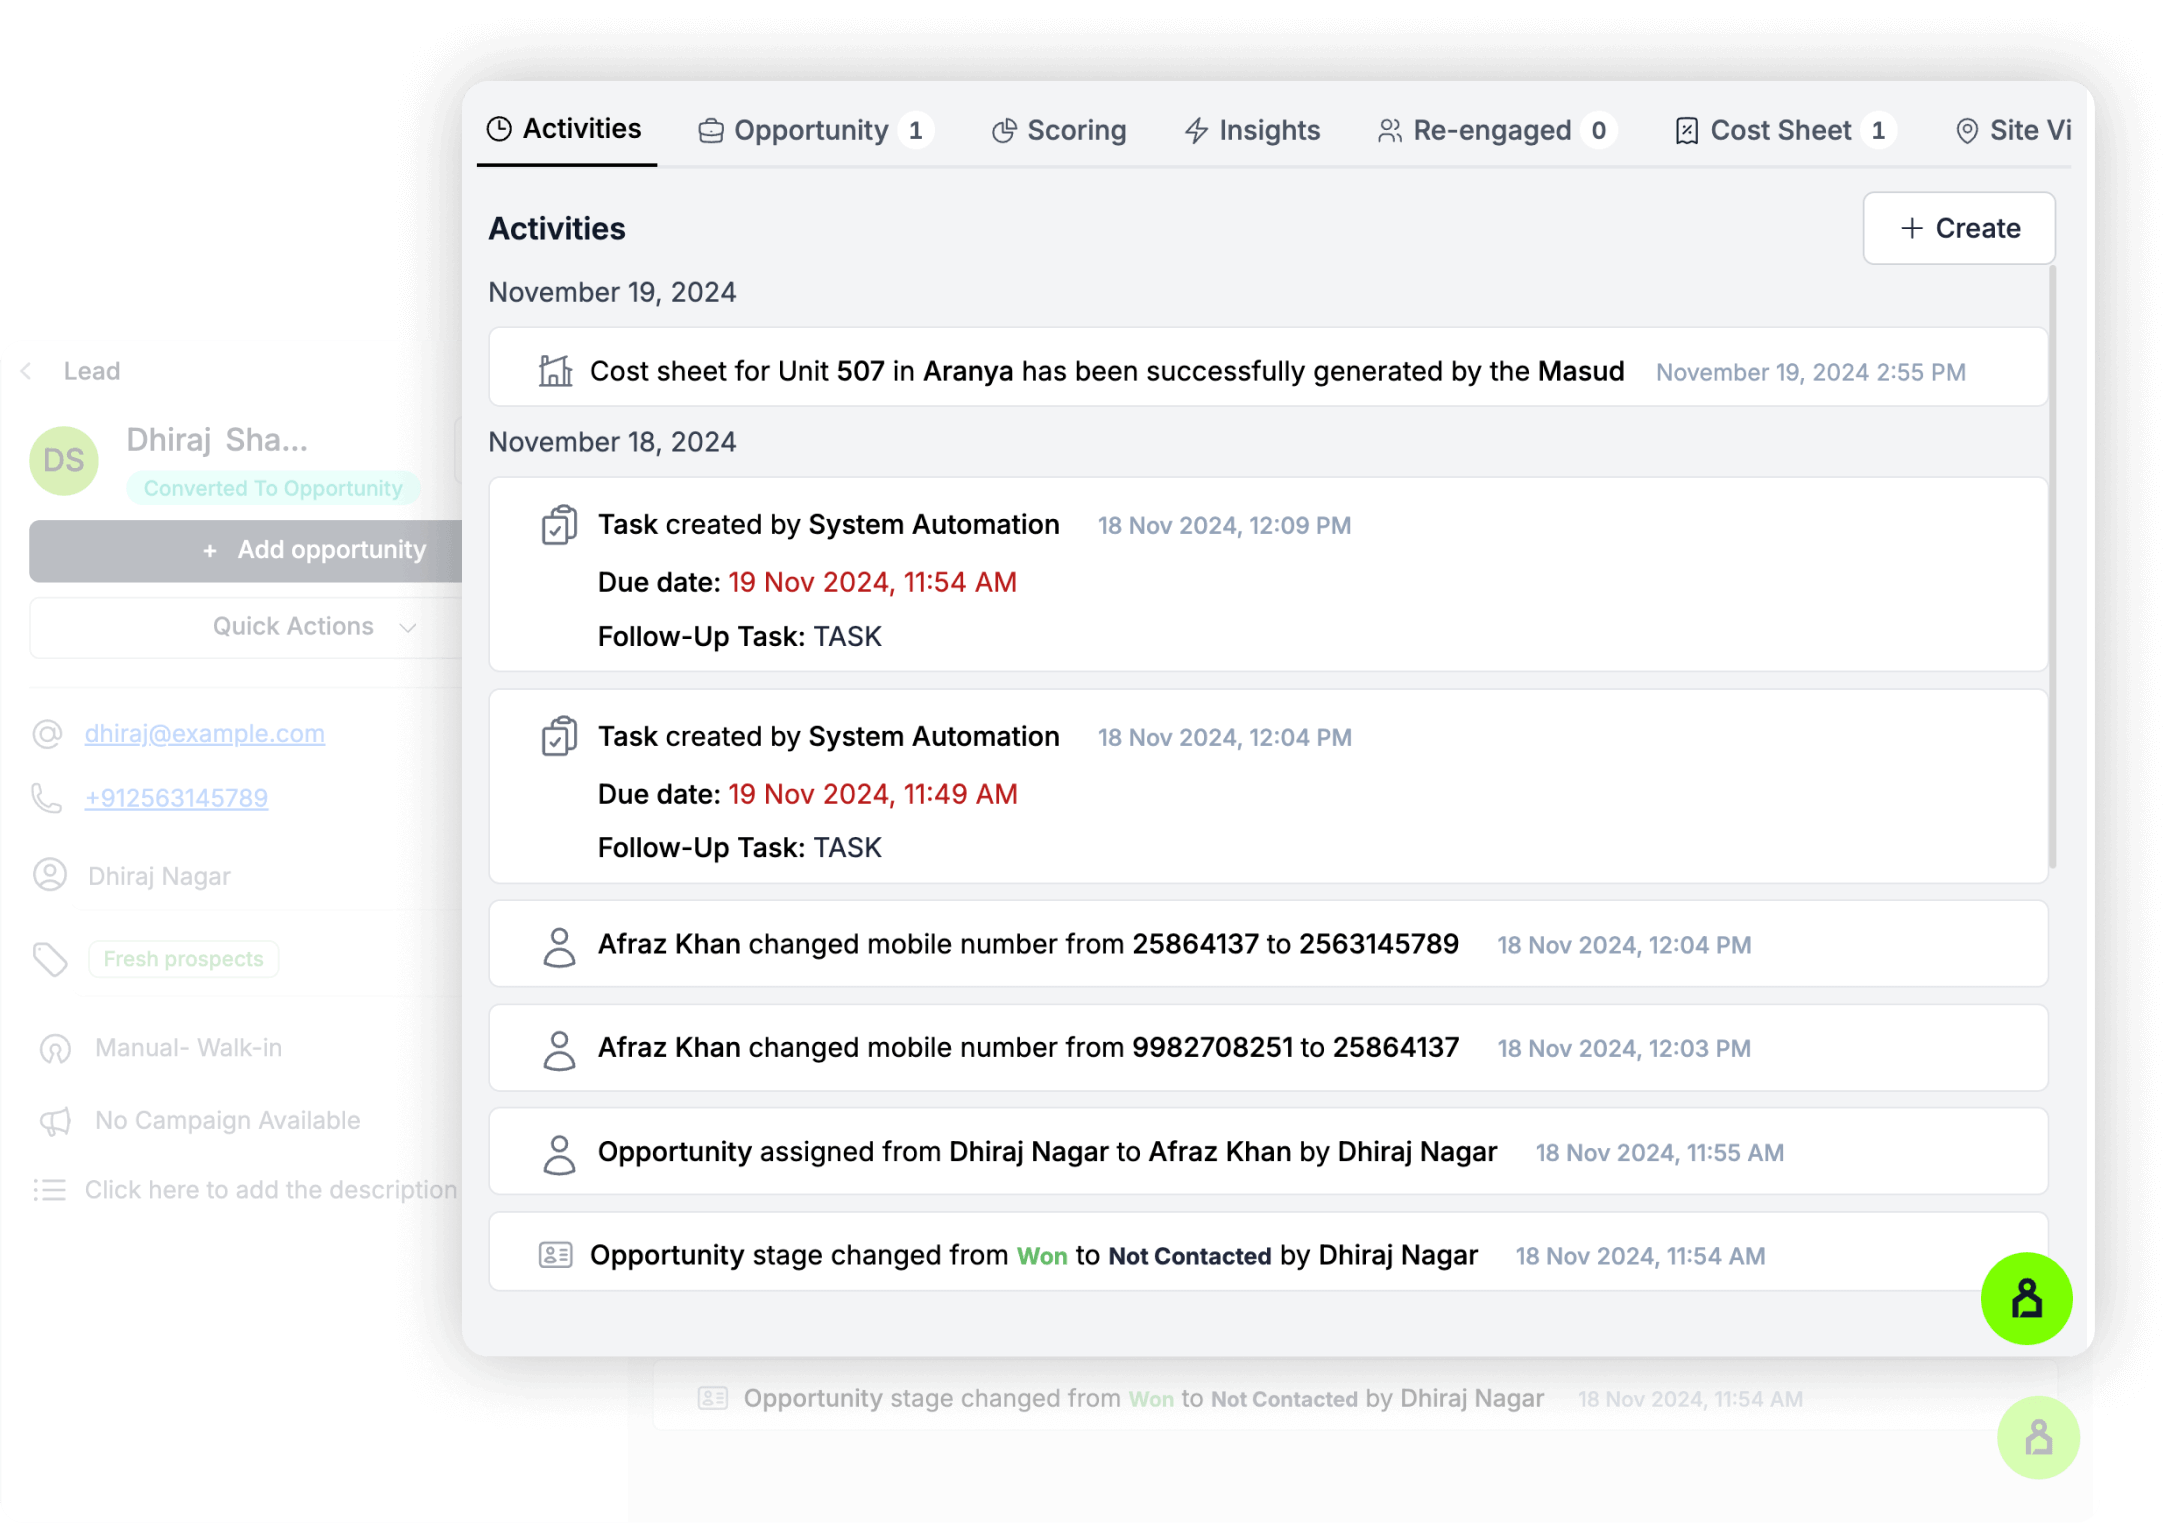 Activities
Opportunity 1
Scoring
Insights
Re-engaged 0
Cost Sheet 1
Site Vi
Activities
+ Create
November 19, 2024
Cost sheet for Unit 507 in Aranya has been successfully generated by the Masud November 19, 2024 2:55 PM
November 18, 2024
Task created by System Automation 18 Nov 2024, 12:09 PM
Due date: 19 Nov 2024, 11:54 AM
Follow-Up Task: TASK
Task created by System Automation 18 Nov 2024, 12:04 PM
Due date: 19 Nov 2024, 11:49 AM
Follow-Up Task: TASK
Afraz Khan changed mobile number from 25864137 to 2563145789 18 Nov 2024, 12:04 PM
Afraz Khan changed mobile number from 9982708251 to 25864137 18 Nov 2024, 12:03 PM
Opportunity assigned from Dhiraj Nagar to Afraz Khan by Dhiraj Nagar 18 Nov 2024, 11:55 AM
Opportunity stage changed from Won to Not Contacted by Dhiraj Nagar 18 Nov 2024, 11:54 AM
Lead
DS
Dhiraj Sha...
Converted To Opportunity
+ Add opportunity
Quick Actions
dhiraj@example.com
+912563145789
Dhiraj Nagar
Fresh prospects
Manual- Walk-in
No Campaign Available
Click here to add the description
Opportunity stage changed from Won to Not Contacted by Dhiraj Nagar 18 Nov 2024, 11:54 AM